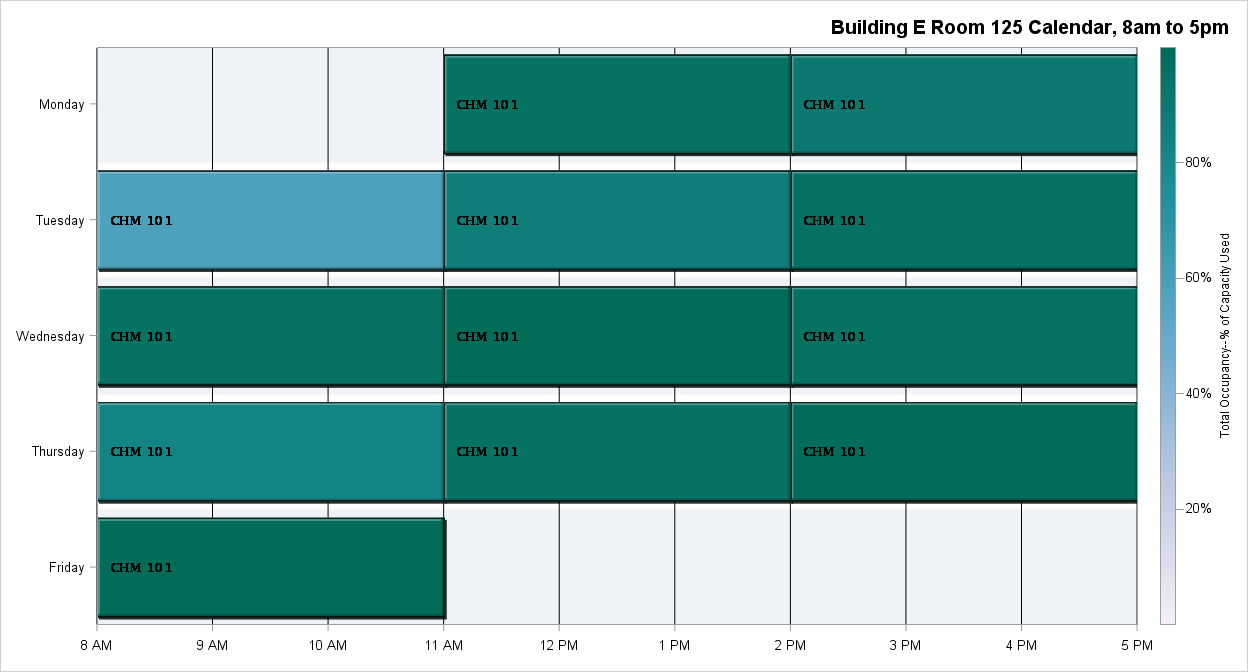 Building E Room 125 Calendar, 8am to 5pm
Monday
CHM 101
CHM 101
Tuesday
CHM 101
CHM 101
CHM 101
Wednesday
CHM 101
CHM 101
CHM 101
Thursday
CHM 101
CHM 101
CHM 101
Friday
CHM 101
8 AM
9 AM
10 AM
11 AM
12 PM
1 PM
2 PM
3 PM
4 PM
5 PM
80%
60%
40%
20%
Total Occupancy--% of Capacity Used